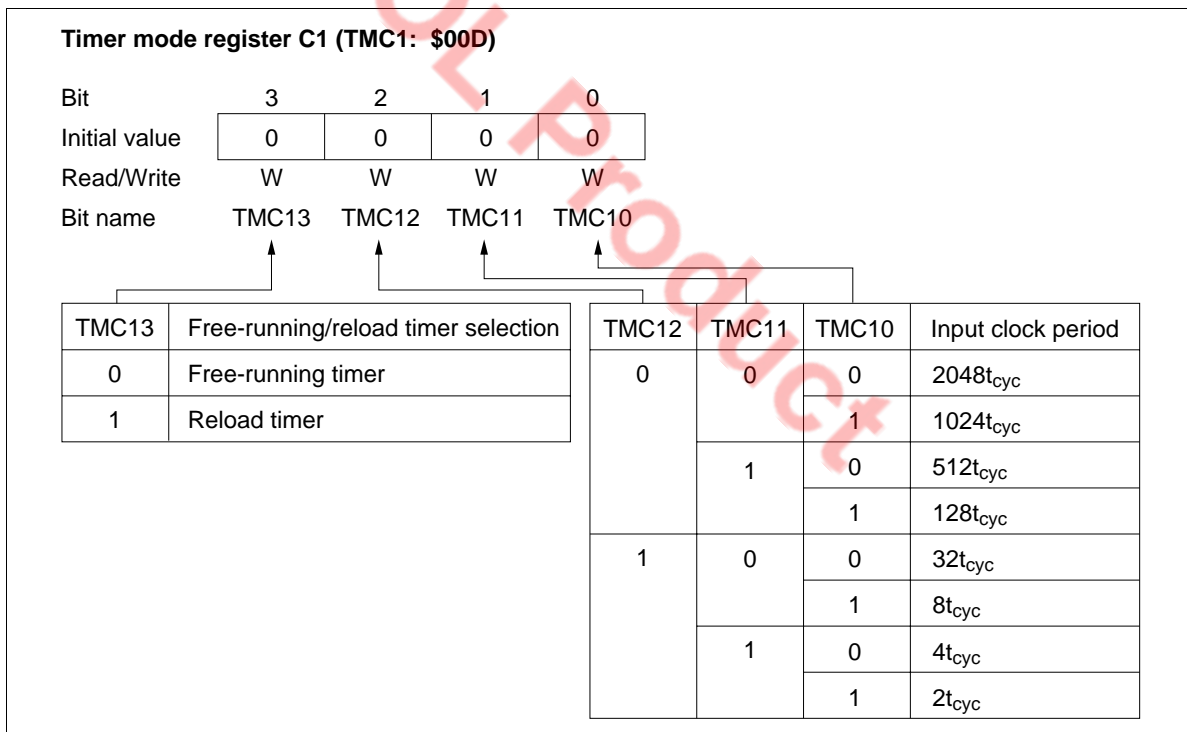 Timer mode register C1 (TMC1: $00D)
Bit 3 2 1 0
Initial value 0 0 0 0
Read/Write W W W W
Bit name TMC13 TMC12 TMC11 TMC10
TMC13 Free-running/reload timer selection
0 Free-running timer
1 Reload timer
TMC12 TMC11 TMC10 Input clock period
0 0 0 2048tcyc
1 1024tcyc
1 0 512tcyc
1 128tcyc
1 0 0 32tcyc
1 8tcyc
1 0 4tcyc
1 2tcyc
OL Product